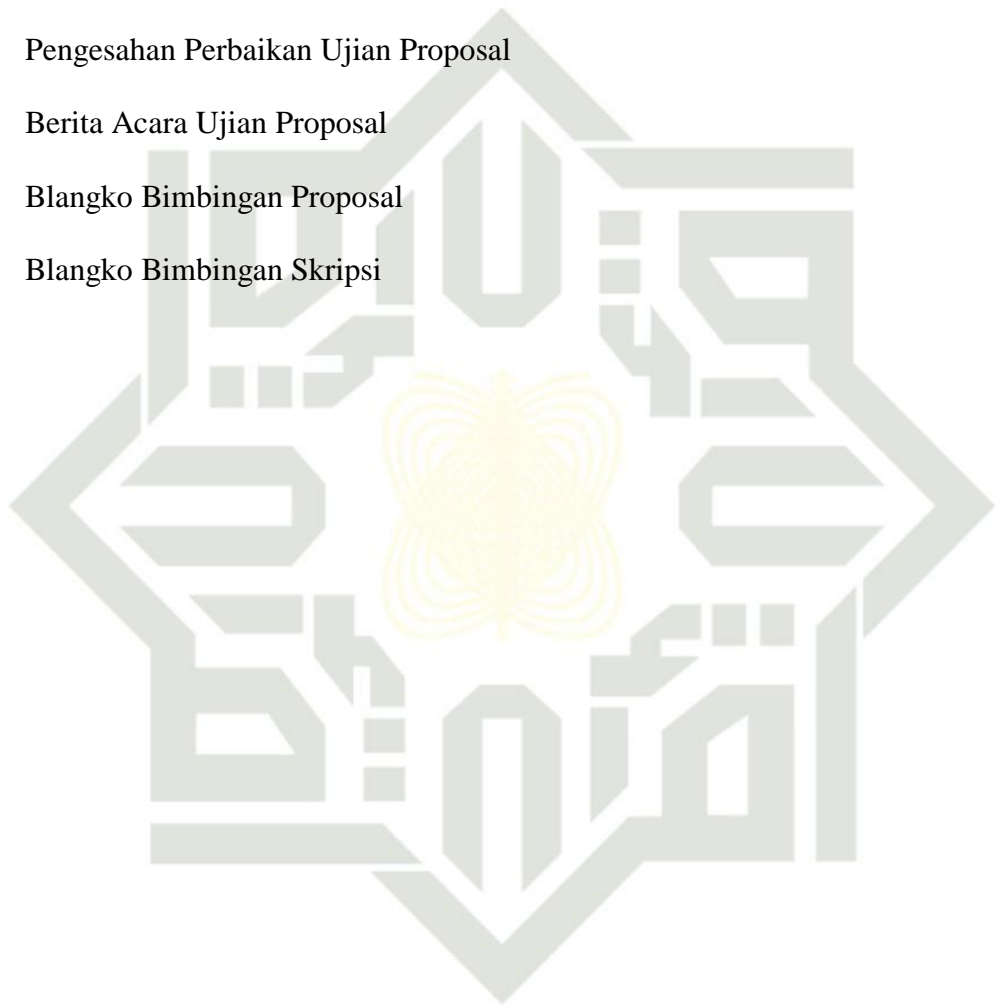 Pengesahan Perbaikan Ujian Proposal
Berita Acara Ujian Proposal
Blangko Bimbingan Proposal
Blangko Bimbingan Skripsi